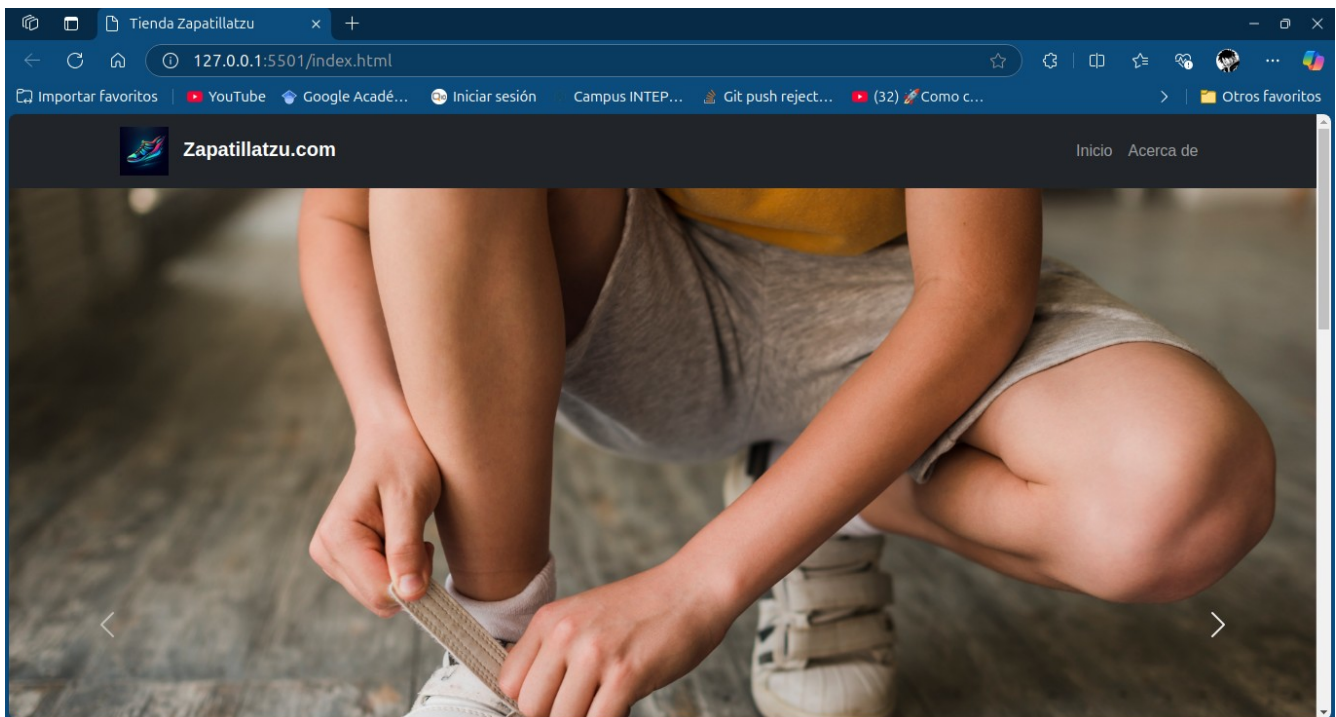 Tienda Zapatillatzu
127.0.0.1:5501/index.html
Importar favoritos YouTube Google Acadé... Iniciar sesión Campus INTEP... Git push reject... (32) 🚀Como c... Otros favoritos
Zapatillatzu.com Inicio Acerca de